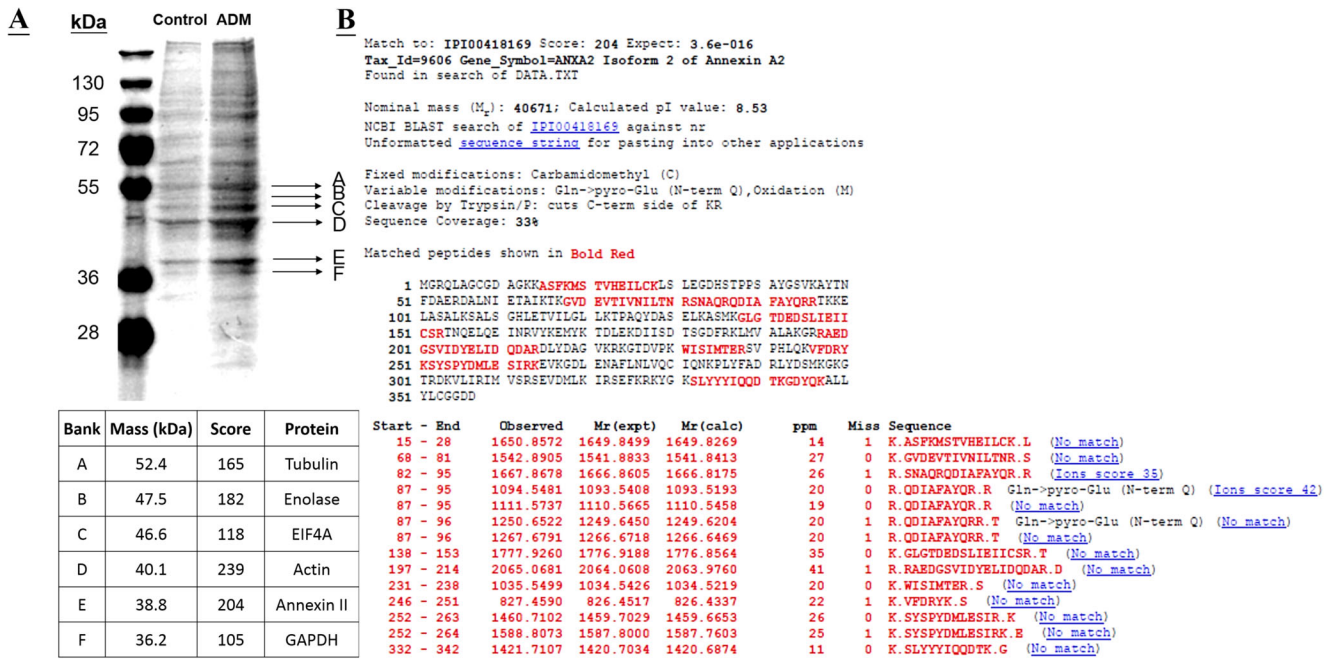 A
kDa
Control ADM
130
95
72
55
36
28
A
B
C
D
E
F
Bank Mass (kDa) Score Protein
A 52.4 165 Tubulin
B 47.5 182 Enolase
C 46.6 118 EIF4A
D 40.1 239 Actin
E 38.8 204 Annexin II
F 36.2 105 GAPDH
B
Match to: IPI00418169 Score: 204 Expect: 3.6e-016
Tax_Id=9606 Gene_Symbol=ANXA2 Isoform 2 of Annexin A2
Found in search of DATA.TXT
Nominal mass (Mr): 40671; Calculated pI value: 8.53
NCBI BLAST search of IPI00418169 against nr
Unformatted sequence string for pasting into other applications
Fixed modifications: Carbamidomethyl (C)
Variable modifications: Gln->pyro-Glu (N-term Q),Oxidation (M)
Cleavage by Trypsin/P: cuts C-term side of KR
Sequence Coverage: 33%
Matched peptides shown in Bold Red
1 MGRQLAGCGD AGKKASFKMS TVHEILCKLS LEGDHSTPPS AYGSVKAYTN
51 FDAERDALNI ETAIKTKGVD EVTIVNILTN RSNAQRQDIA FAYQRRTKKE
101 LASALKSALS GHLETVILGL LKTPAQYDAS ELKASMKGLG TDEDSLIEII
151 CSRTNQELQE INRVYKEMYK TDLEKDIISD TSGDFRKLMV ALAKGRRAED
201 GSVIDYELID QDARDLYDAG VKRKGTDVPK WISIMTERSV PHLQKVFDRY
251 KSYSPYDMLE SIRKEVKGDL ENAFLNLVQC IQNKPLYFAD RLYDSMKGKG
301 TRDKVLIRIM VSRSEVDMLK IRSEFKRKYG KSLYYYIQQD TKGDYQKALL
351 YLCGGDD
Start - End Observed Mr(expt) Mr(calc) ppm Miss Sequence
15 - 28 1650.8572 1649.8499 1649.8269 14 1 K.ASFKMSTVHEILCK.L (No match)
68 - 81 1542.8905 1541.8833 1541.8413 27 0 K.GVDEVTIVNILTNR.S (No match)
82 - 95 1667.8678 1666.8605 1666.8175 26 1 R.SNAQRQDIAFAYQR.R (Ions score 35)
87 - 95 1094.5481 1093.5408 1093.5193 20 0 R.QDIAFAYQR.R Gln->pyro-Glu (N-term Q) (Ions score 42)
87 - 95 1111.5737 1110.5665 1110.5458 19 0 R.QDIAFAYQR.R (No match)
87 - 96 1250.6522 1249.6450 1249.6204 20 1 R.QDIAFAYQRR.T Gln->pyro-Glu (N-term Q) (No match)
87 - 96 1267.6791 1266.6718 1266.6469 20 1 R.QDIAFAYQRR.T (No match)
138 - 153 1777.9260 1776.9188 1776.8564 35 0 K.GLGTDEDSLIEIICSR.T (No match)
197 - 214 2065.0681 2064.0608 2063.9760 41 1 R.RAEDGSVIDYELIDQDAR.D (No match)
231 - 238 1035.5499 1034.5426 1034.5219 20 0 K.WISIMTER.S (No match)
246 - 251 827.4590 826.4517 826.4337 22 1 K.VFDRYK.S (No match)
252 - 263 1460.7102 1459.7029 1459.6653 26 0 K.SYSPYDMLESIR.K (No match)
252 - 264 1588.8073 1587.8000 1587.7603 25 1 K.SYSPYDMLESIRK.E (No match)
332 - 342 1421.7107 1420.7034 1420.6874 11 0 K.SLYYYIQQDTK.G (No match)